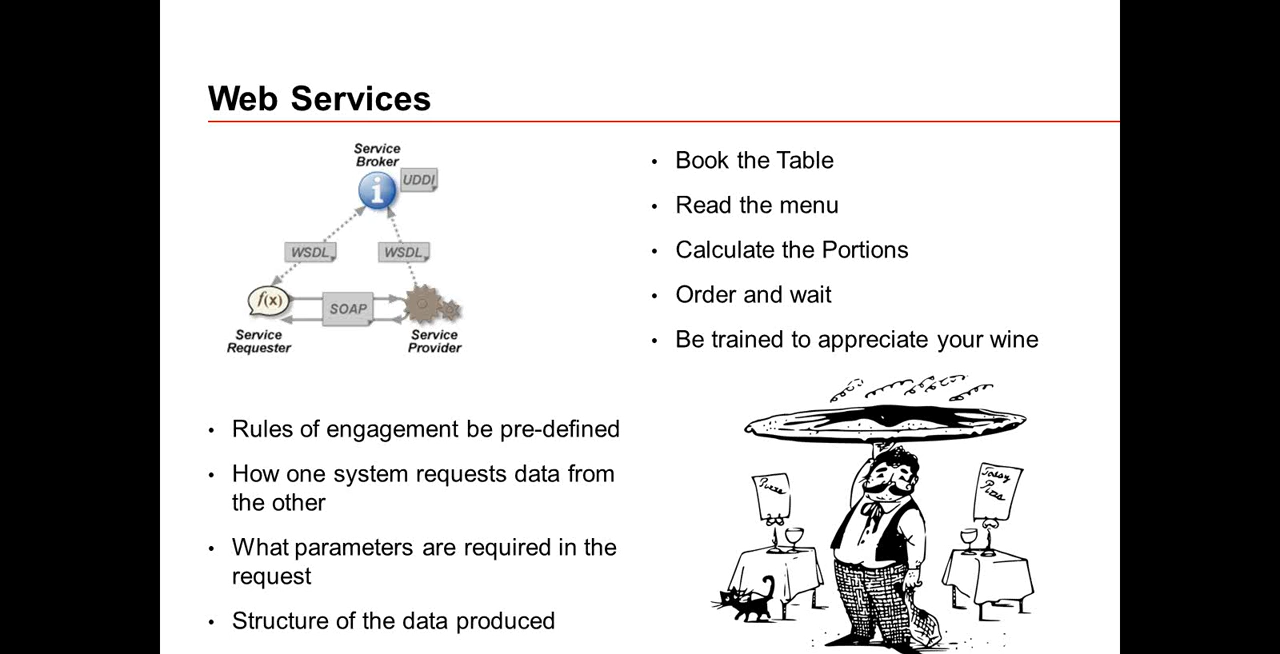 Web Services
Service
Broker
UDDI
WSDL
WSDL
f(x)
SOAP
Service
Requester
Service
Provider
Rules of engagement be pre-defined
How one system requests data from
the other
What parameters are required in the
request
Structure of the data produced
Book the Table
Read the menu
Calculate the Portions
Order and wait
Be trained to appreciate your wine
Pizza
Today
Pizza